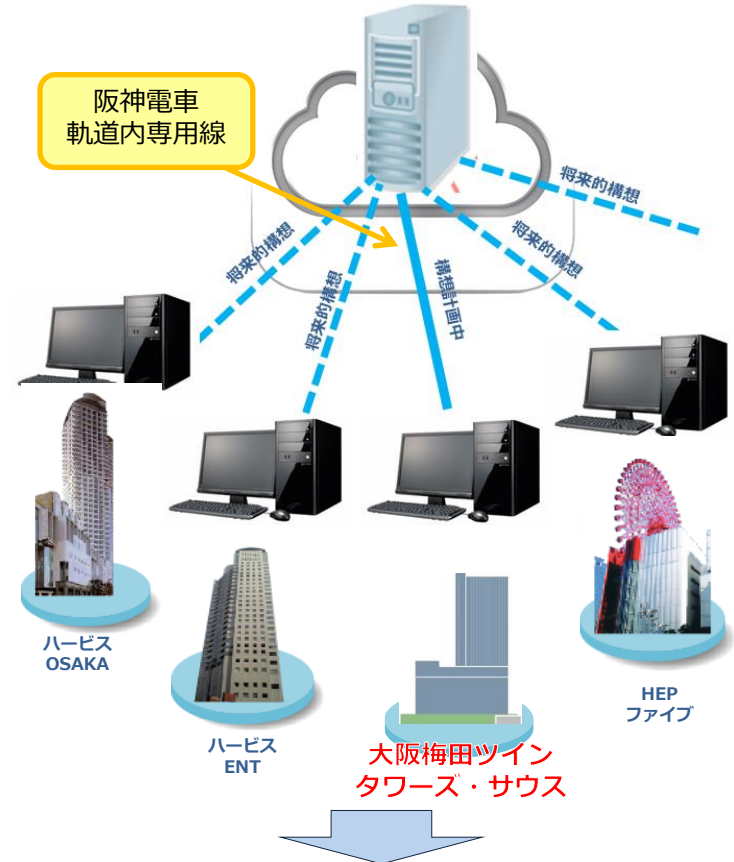 阪神電車
軌道内専用線
将来的構想
将来的構想
将来的構想
構想計画中
将来的構想
ハービス
OSAKA
ハービス
ENT
大阪梅田ツイン
タワーズ・サウス
HEP
ファイブ